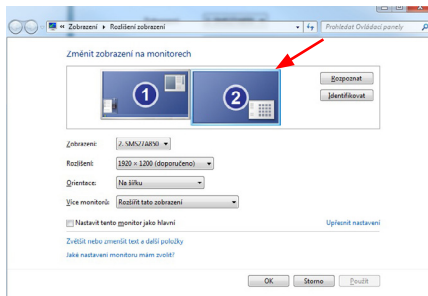 « Zobrazení ▸ Rozlišení zobrazení
Prohledat Ovládací panely
Změnit zobrazení na monitorech
1
2
Rozpoznat
Identifikovat
Zobrazení: 2. SMS27A850
Rozlišení: 1920 × 1200 (doporučeno)
Orientace: Na šířku
Více monitorů: Rozšířit tato zobrazení
Nastavit tento monitor jako hlavní
Upřesnit nastavení
Zvětšit nebo zmenšit text a další položky
Jaké nastavení monitoru mám zvolit?
OK Storno Použít